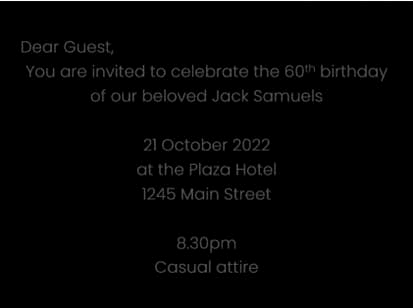 Dear Guest,
You are invited to celebrate the 60th birthday
of our beloved Jack Samuels
21 October 2022
at the Plaza Hotel
1245 Main Street
8.30pm
Casual attire